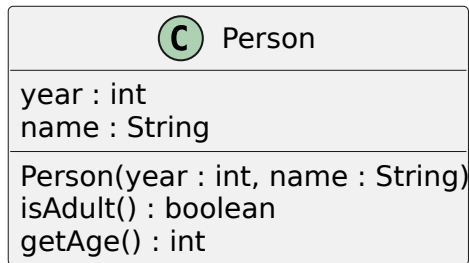 C Person
year : int
name : String
Person(year : int, name : String)
isAdult() : boolean
getAge() : int